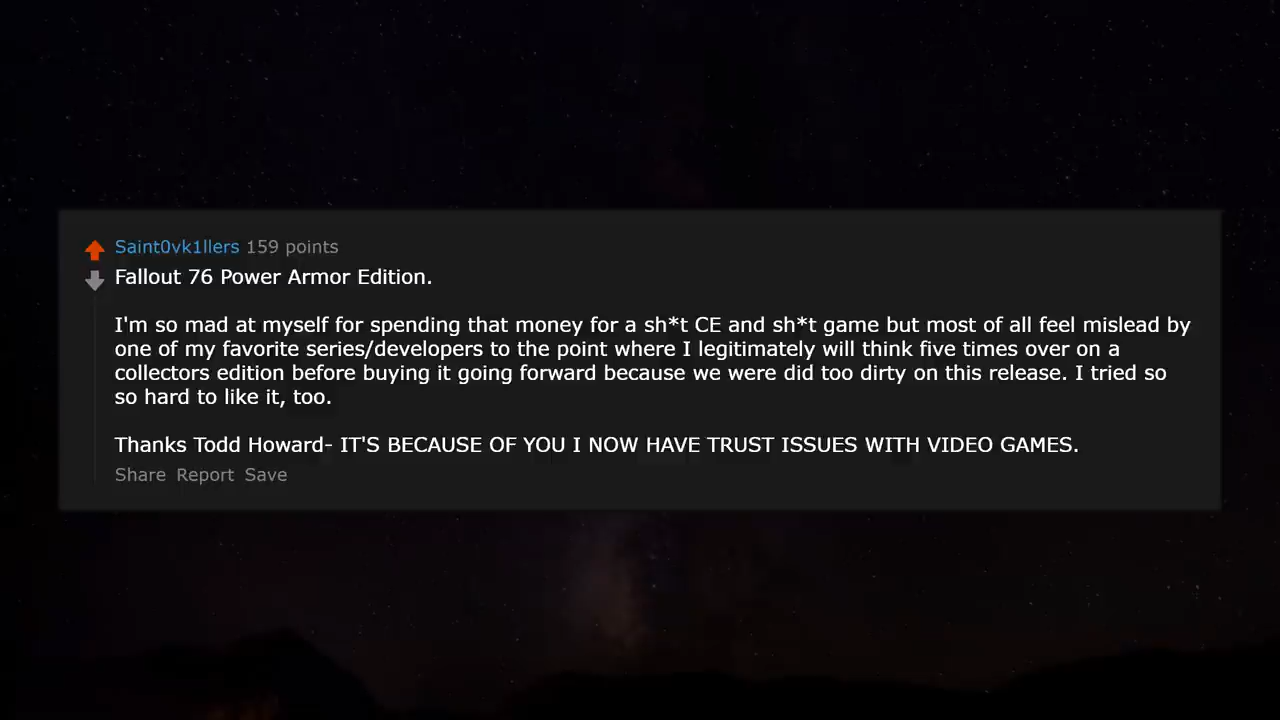 Saint0vk1llers 159 points
Fallout 76 Power Armor Edition.
I'm so mad at myself for spending that money for a sh*t CE and sh*t game but most of all feel mislead by
one of my favorite series/developers to the point where I legitimately will think five times over on a
collectors edition before buying it going forward because we were did too dirty on this release. I tried so
so hard to like it, too.
Thanks Todd Howard- IT'S BECAUSE OF YOU I NOW HAVE TRUST ISSUES WITH VIDEO GAMES.
Share Report Save